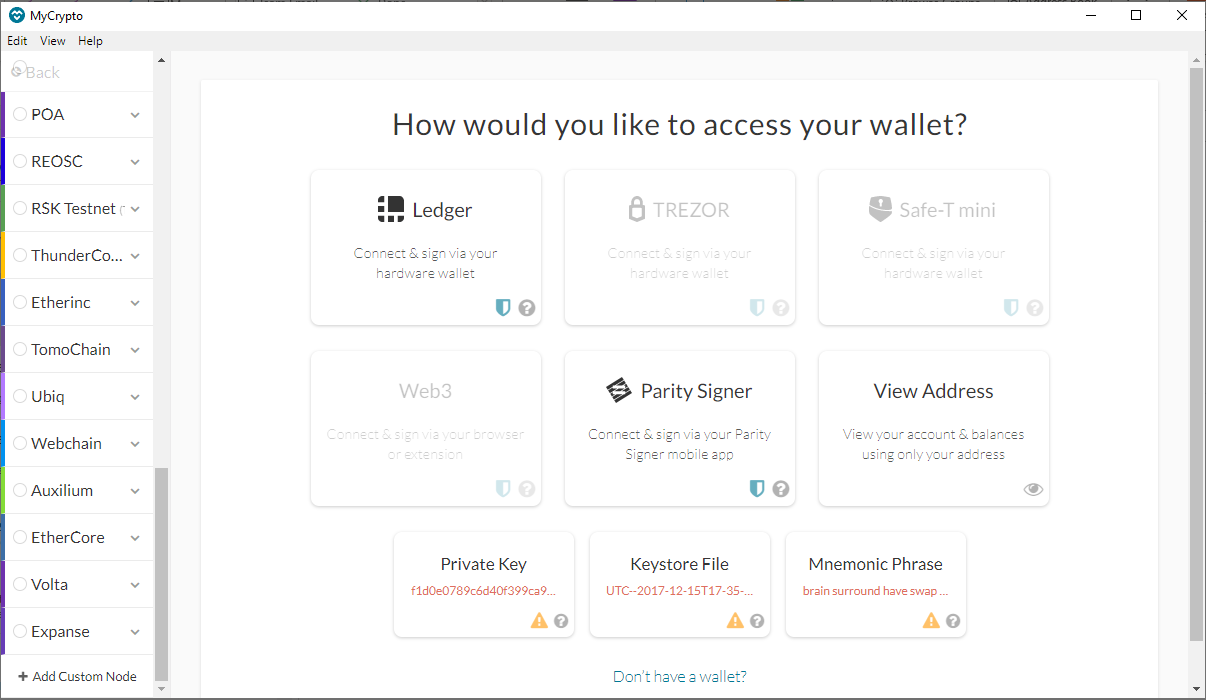 MyCrypto
Edit View Help
Back
POA
REOSC
RSK Testnet (T
ThunderCo...
Etherinc
TomoChain
Ubiq
Webchain
Auxilium
EtherCore
Volta
Expanse
+ Add Custom Node
How would you like to access your wallet?
Ledger
Connect & sign via your
hardware wallet
TREZOR
Connect & sign via your
hardware wallet
Safe-T mini
Connect & sign via your
hardware wallet
Web3
Connect & sign via your browser
or extension
Parity Signer
Connect & sign via your Parity
Signer mobile app
View Address
View your account & balances
using only your address
Private Key
f1d0e0789c6d40f399ca9...
Keystore File
UTC--2017-12-15T17-35-...
Mnemonic Phrase
brain surround have swap ...
Don't have a wallet?